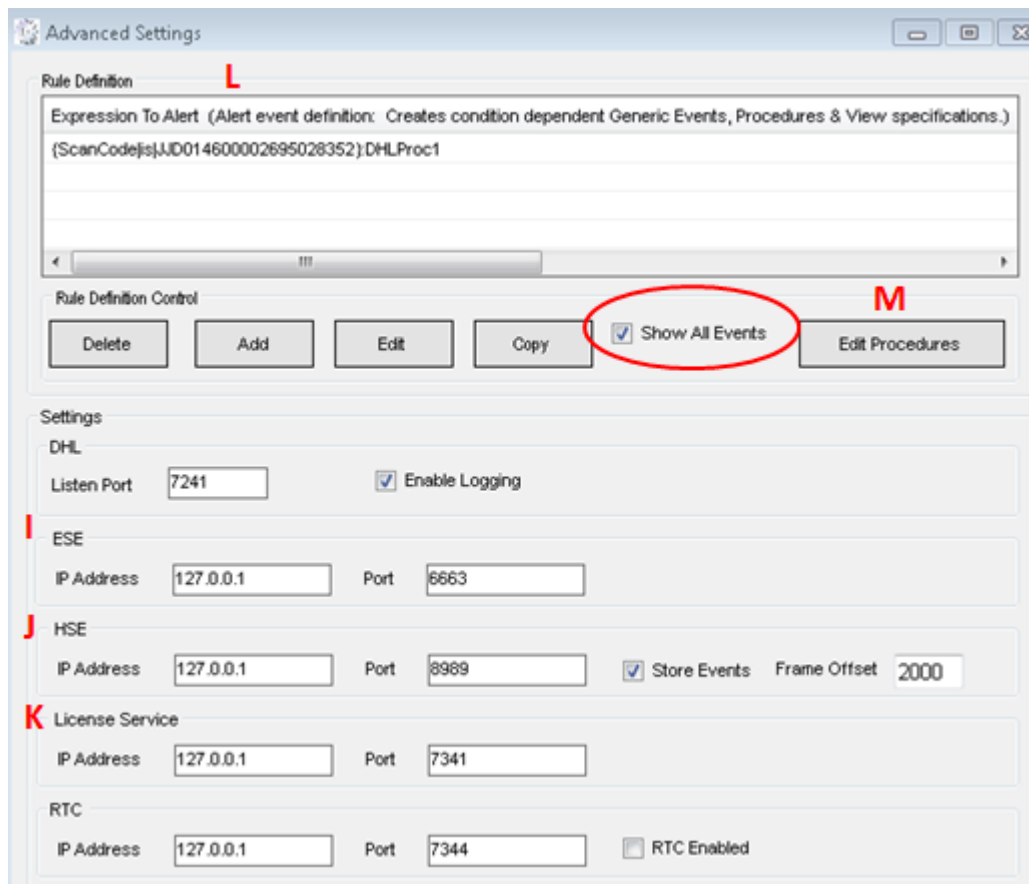 Advanced Settings
L
Rule Definition
Expression To Alert (Alert event definition: Creates condition dependent Generic Events, Procedures & View specifications.)
{ScanCode|is|JJD014600002695028352}:DHLProc1
Rule Definition Control
M
Delete Add Edit Copy Show All Events Edit Procedures
Settings
DHL
Listen Port 7241 Enable Logging
I
ESE
IP Address 127.0.0.1 Port 6663
J HSE
IP Address 127.0.0.1 Port 8989 Store Events Frame Offset 2000
K License Service
IP Address 127.0.0.1 Port 7341
RTC
IP Address 127.0.0.1 Port 7344 RTC Enabled